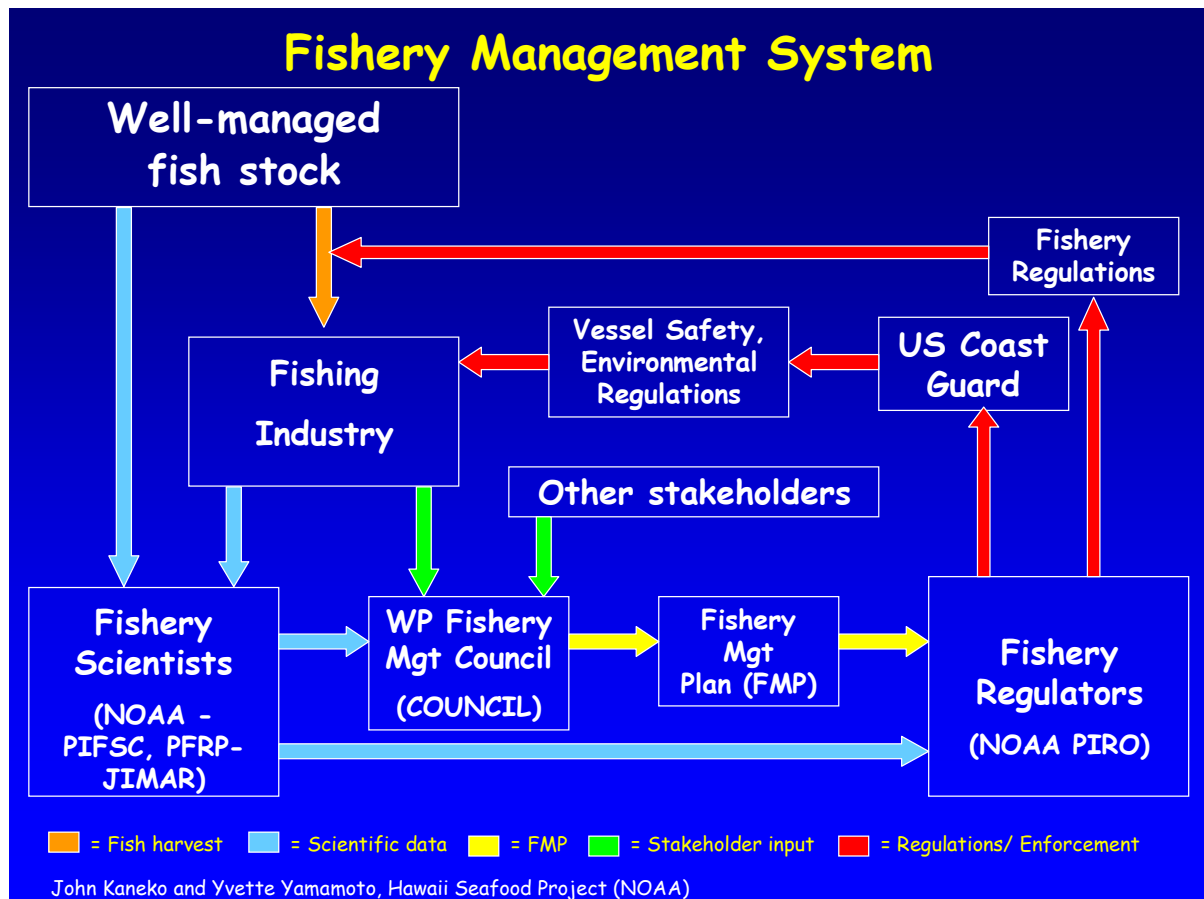 Fishery Management System
Well-managed
fish stock
Fishery
Regulations
Vessel Safety,
Environmental
Regulations
US Coast
Guard
Fishing
Industry
Other stakeholders
Fishery
Scientists
(NOAA -
PIFSC, PFRP-
JIMAR)
WP Fishery
Mgt Council
(COUNCIL)
Fishery
Mgt
Plan (FMP)
Fishery
Regulators
(NOAA PIRO)
= Fish harvest
= Scientific data
= FMP
= Stakeholder input
= Regulations/ Enforcement
John Kaneko and Yvette Yamamoto, Hawaii Seafood Project (NOAA)